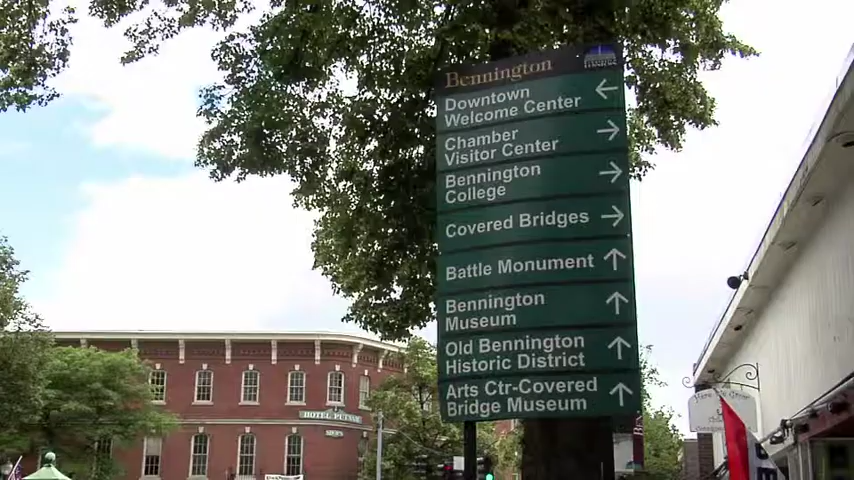 Bennington
Downtown
Welcome Center
Chamber
Visitor Center
Bennington
College
Covered Bridges
Battle Monument
Bennington
Museum
Old Bennington
Historic District
Arts Ctr-Covered
Bridge Museum
HOTEL PUTNAM